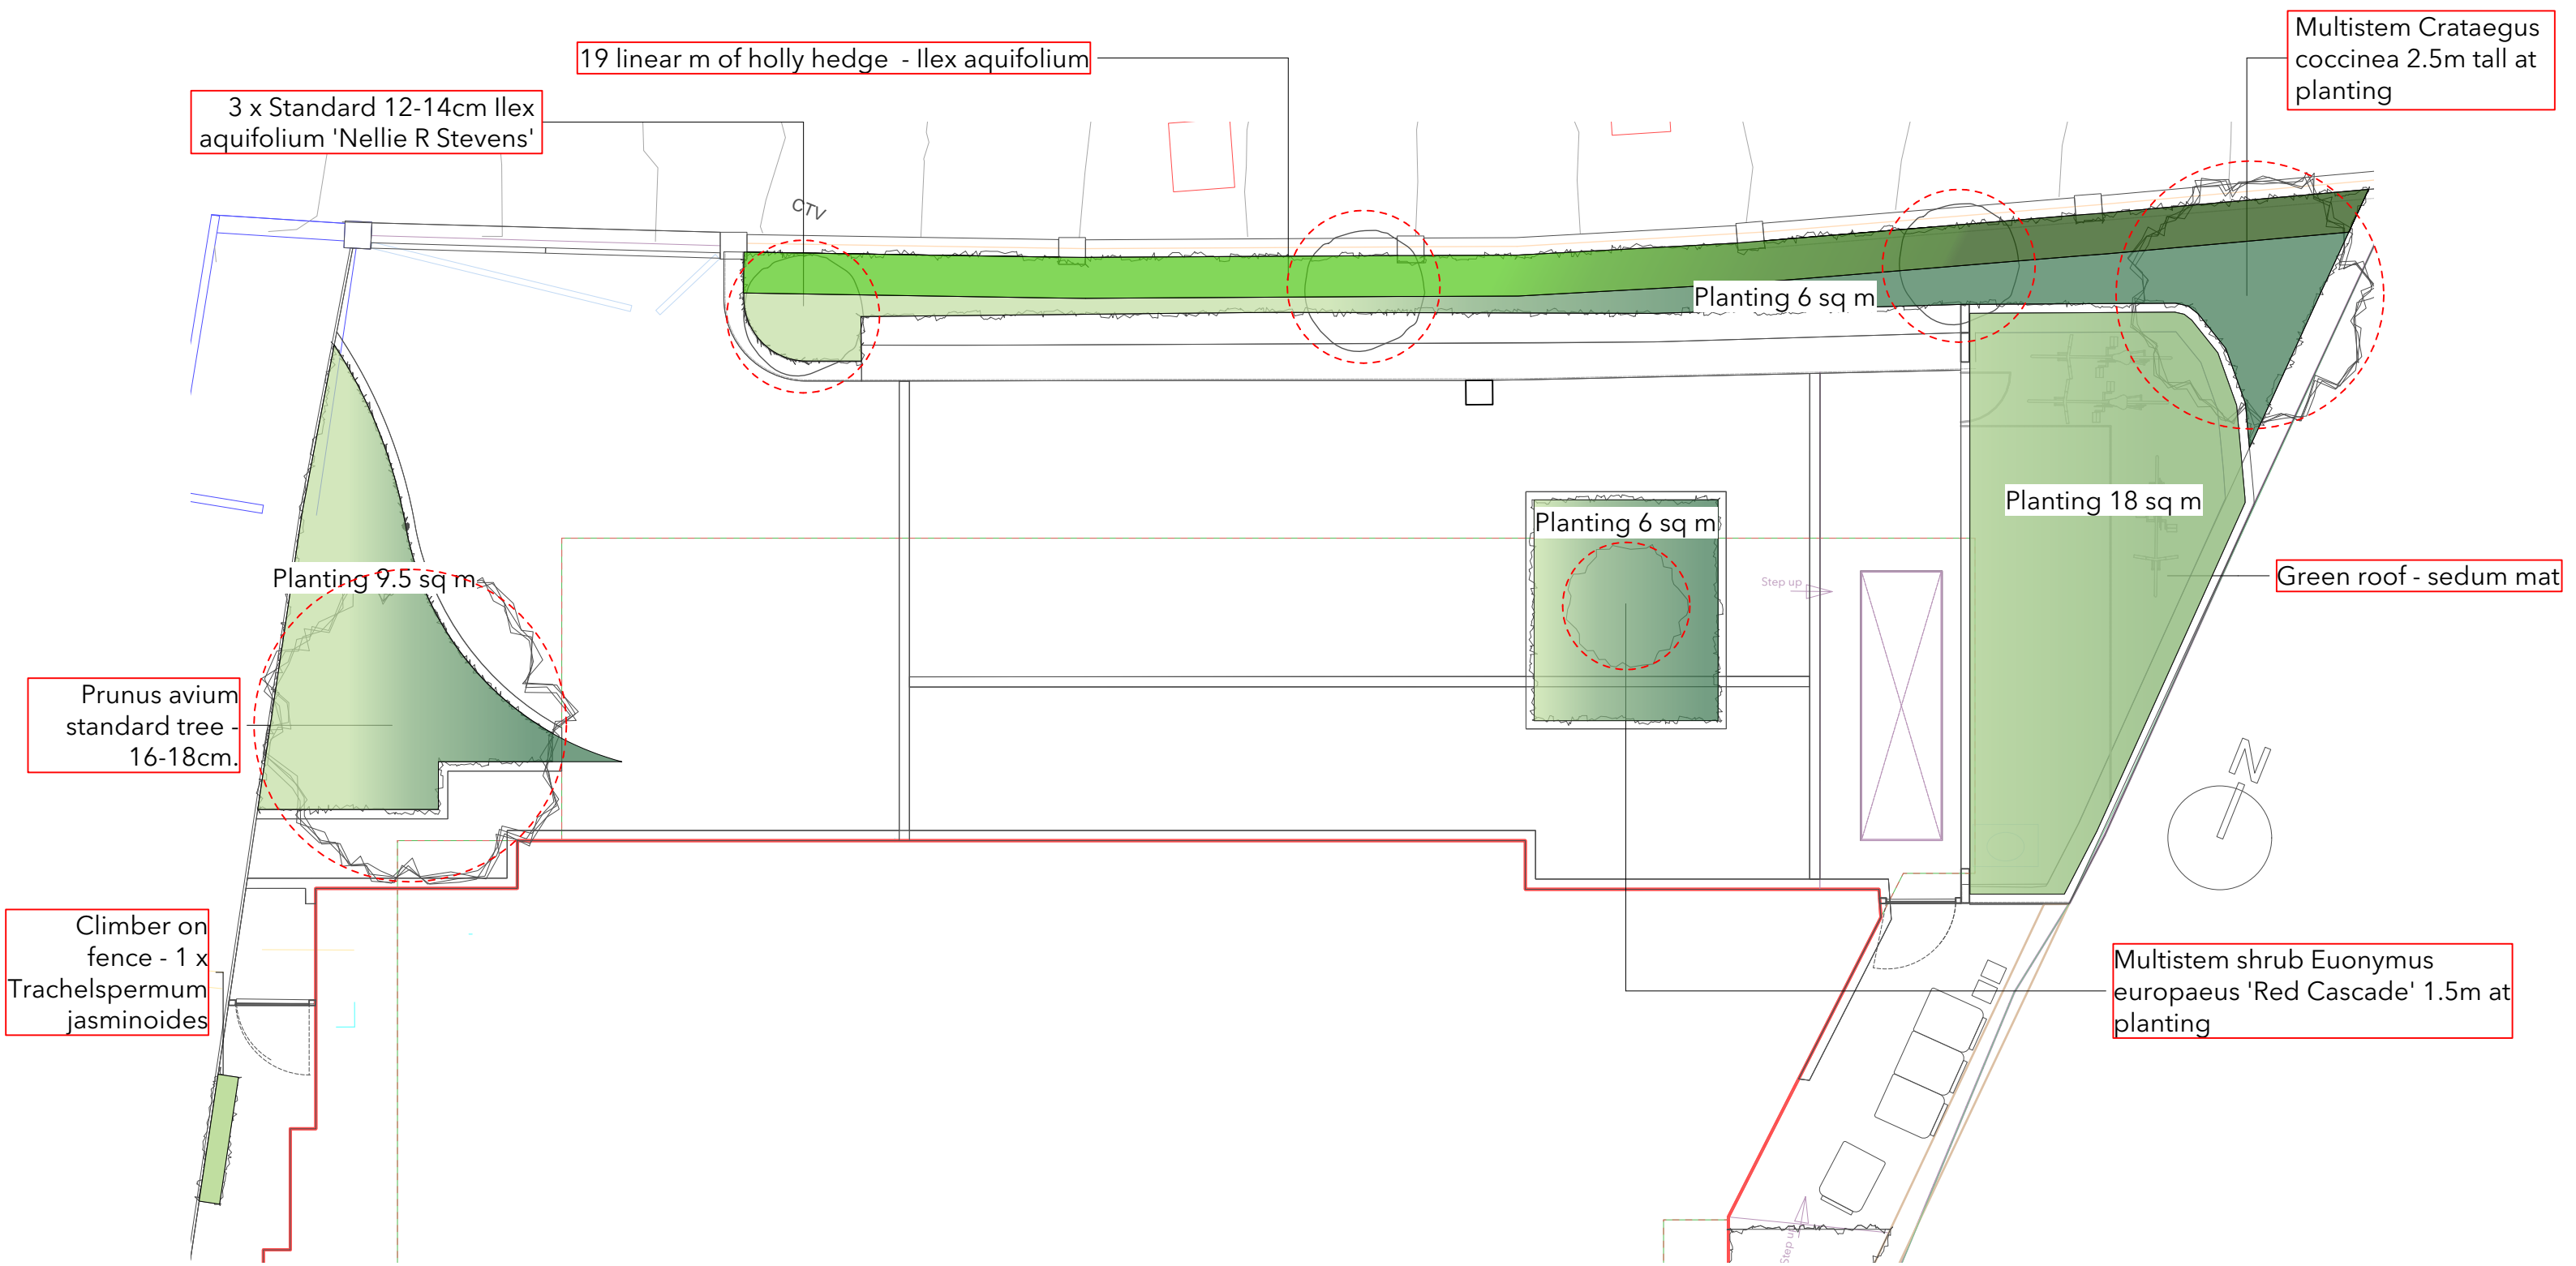 Multistem Crataegus
coccinea 2.5m tall at
planting
19 linear m of holly hedge - Ilex aquifolium
3 x Standard 12-14cm Ilex
aquifolium 'Nellie R Stevens'
CTV
Planting 6 sq m
Planting 18 sq m
Planting 6 sq m
Planting 9.5 sq m
Step up
Green roof - sedum mat
Prunus avium
standard tree -
16-18cm.
N
Climber on
fence - 1 x
Trachelspermum
jasminoides
Multistem shrub Euonymus
europaeus 'Red Cascade' 1.5m at
planting
Step up